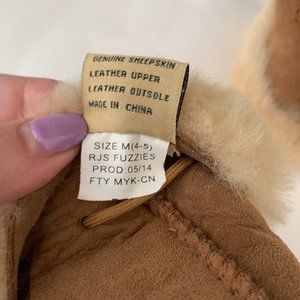 GENUINE SHEEPSKIN
LEATHER UPPER
LEATHER OUTSOLE
MADE IN CHINA
SIZE M(4-5)
RJS FUZZIES
PROD 05/14
FTY MYK-CN